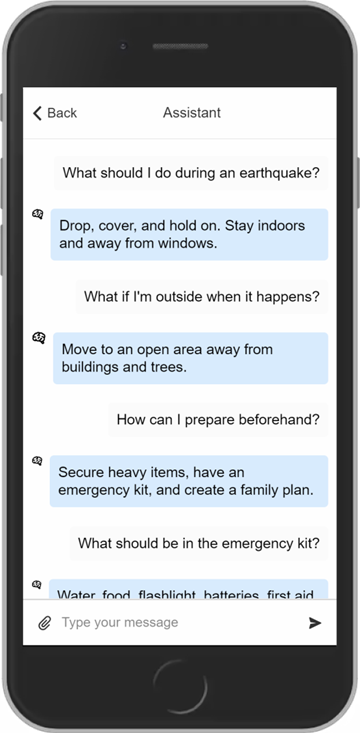 Back
Assistant
What should I do during an earthquake?
Drop, cover, and hold on. Stay indoors
and away from windows.
What if I'm outside when it happens?
Move to an open area away from
buildings and trees.
How can I prepare beforehand?
Secure heavy items, have an
emergency kit, and create a family plan.
What should be in the emergency kit?
Water, food, flashlight, batteries, first aid
Type your message